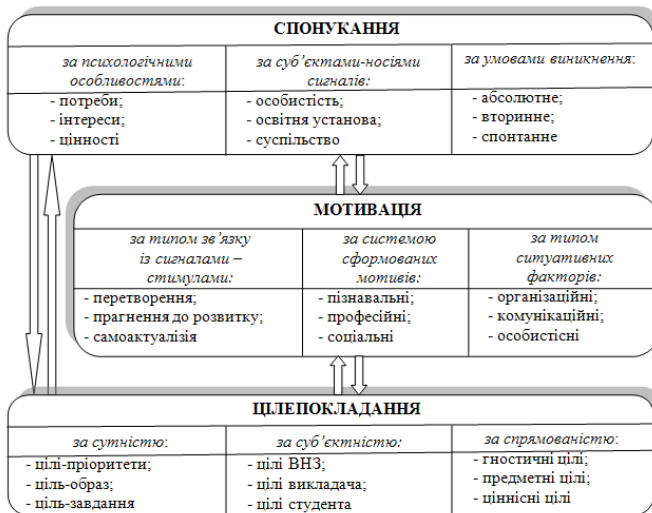 СПОНУКАННЯ
за психологічними
особливостями:
- потреби;
- інтереси;
- цінності
за суб’єктами-носіями
сигналів:
- особистість;
- освітня установа;
- суспільство
за умовами виникнення:
- абсолютне;
- вторинне;
- спонтанне
МОТИВАЦІЯ
за типом зв’язку
із сигналами –
стимулами:
- перетворення;
- прагнення до розвитку;
- самоактуалізія
за системою
сформованих
мотивів:
- пізнавальні;
- професійні;
- соціальні
за типом
ситуативних
факторів:
- організаційні;
- комунікаційні;
- особистісні
ЦІЛЕПОКЛАДАННЯ
за сутністю:
- цілі-пріоритети;
- ціль-образ;
- ціль-завдання
за суб’єктністю:
- цілі ВНЗ;
- цілі викладача;
- цілі студента
за спрямованістю:
- гностичні цілі;
- предметні цілі;
- ціннісні цілі